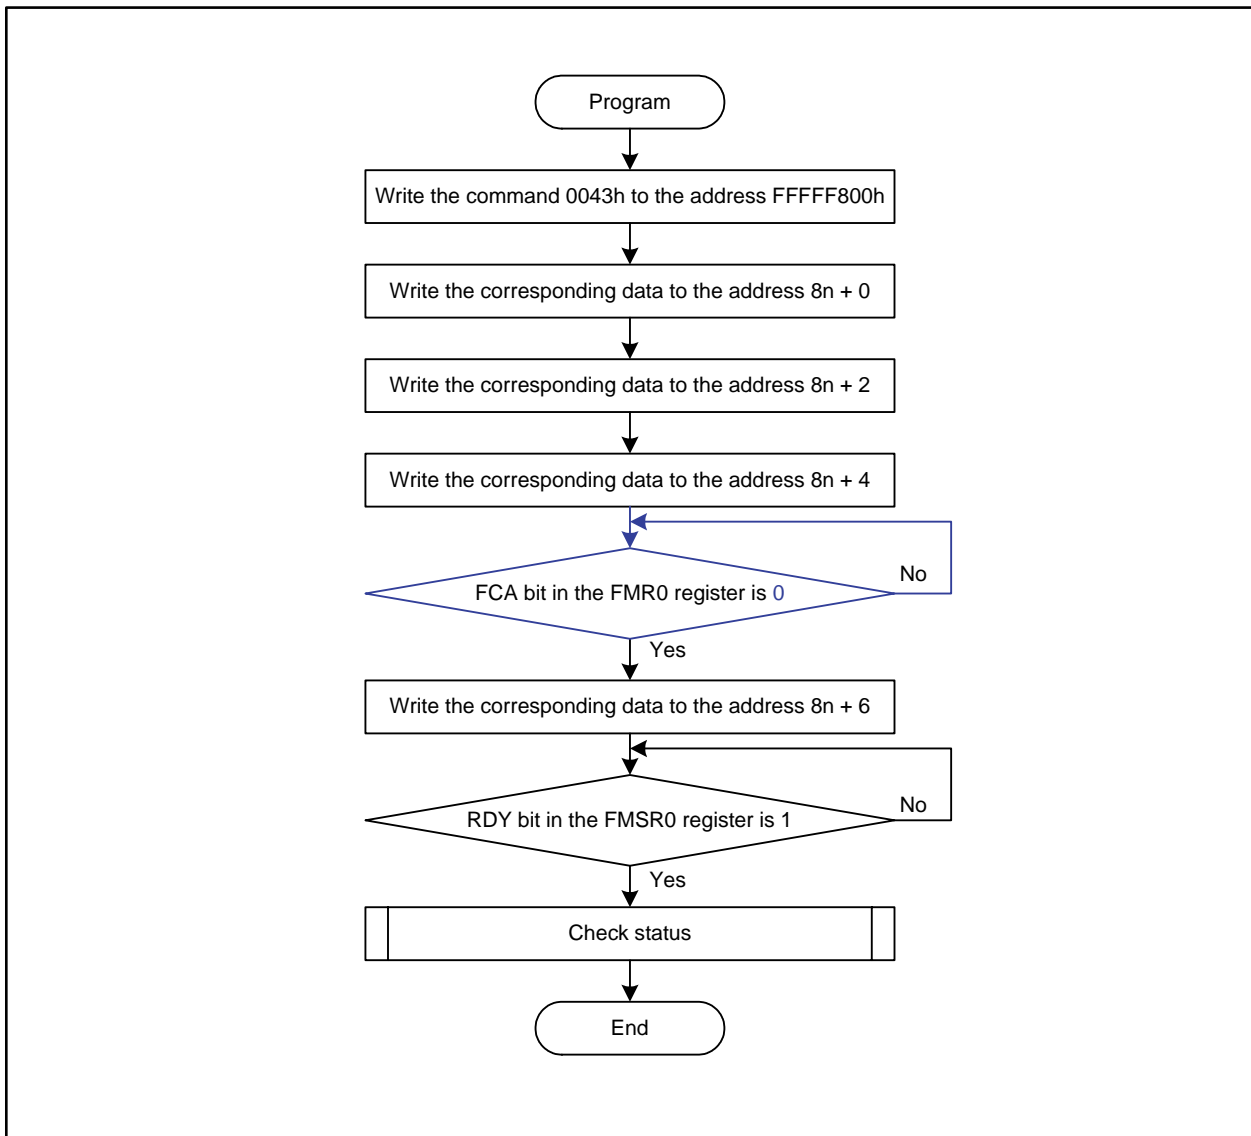 Program
Write the command 0043h to the address FFFFF800h
Write the corresponding data to the address 8n + 0
Write the corresponding data to the address 8n + 2
Write the corresponding data to the address 8n + 4
FCA bit in the FMR0 register is 0
No
Yes
Write the corresponding data to the address 8n + 6
RDY bit in the FMSR0 register is 1
No
Yes
Check status
End